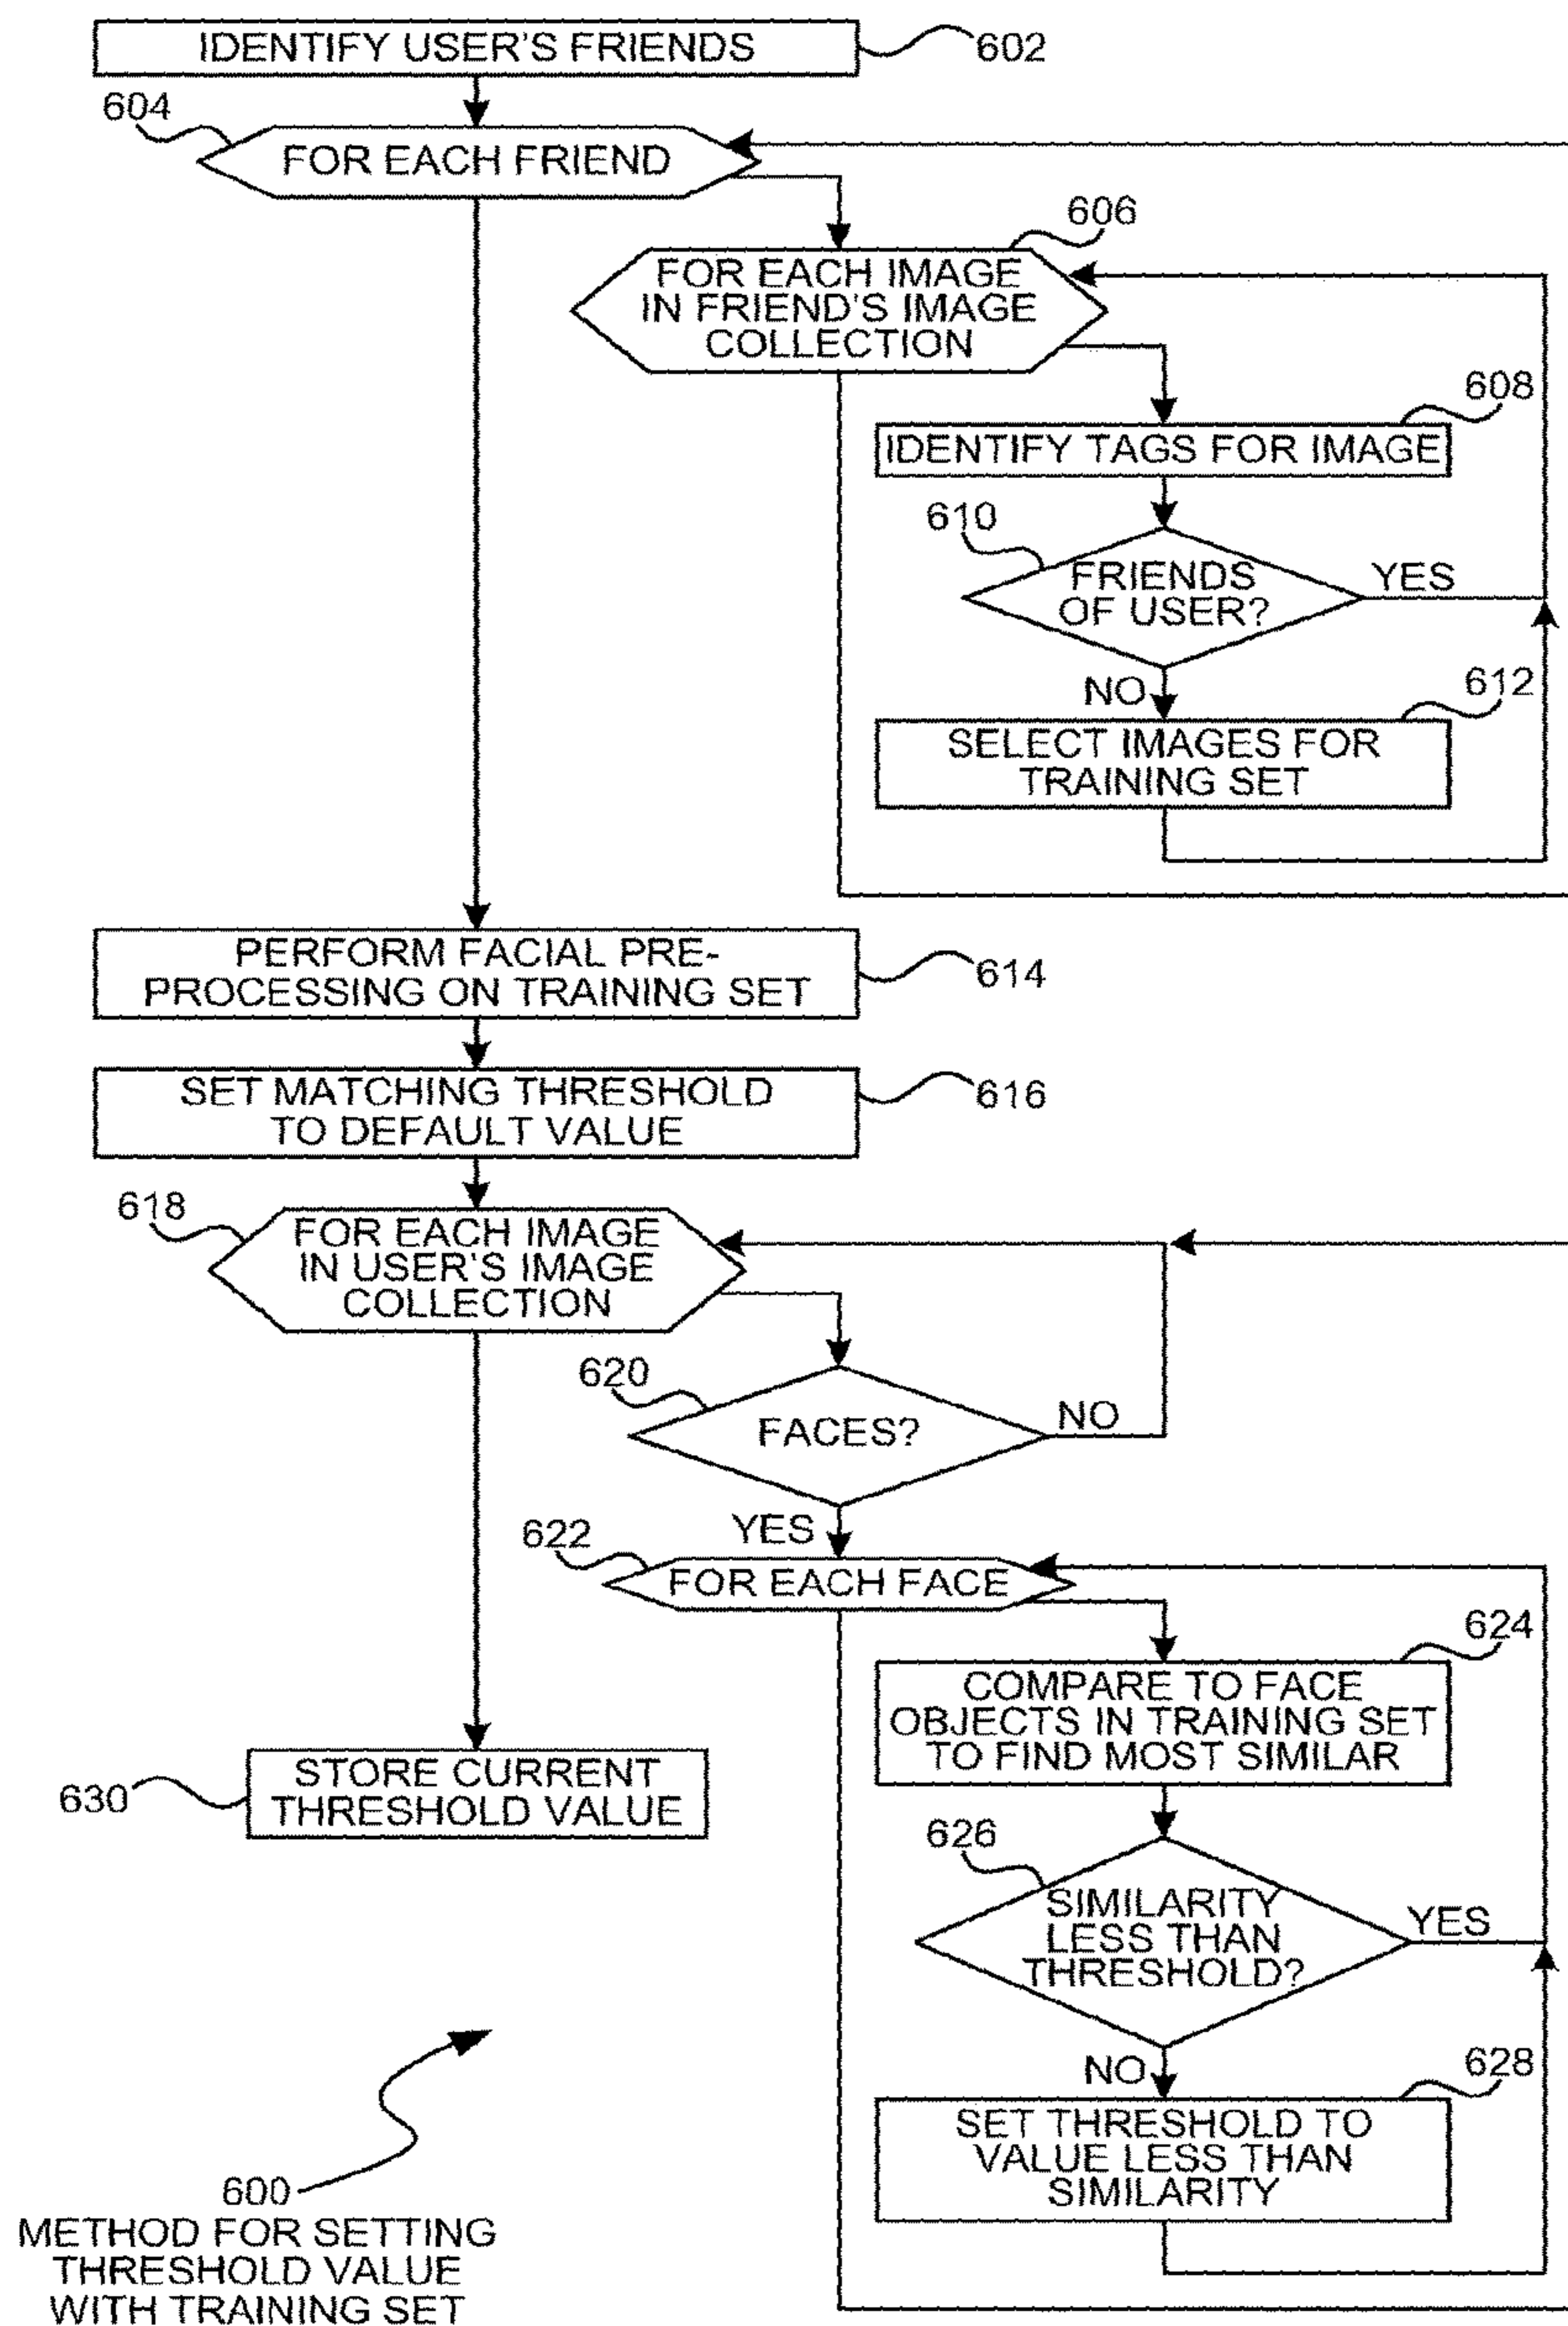 IDENTIFY USER'S FRIENDS
602
604
FOR EACH FRIEND
606
FOR EACH IMAGE
IN FRIEND'S IMAGE
COLLECTION
608
IDENTIFY TAGS FOR IMAGE
610
FRIENDS
OF USER?
YES
NO
612
SELECT IMAGES FOR
TRAINING SET
PERFORM FACIAL PRE-
PROCESSING ON TRAINING SET
614
SET MATCHING THRESHOLD
TO DEFAULT VALUE
616
618
FOR EACH IMAGE
IN USER'S IMAGE
COLLECTION
620
FACES?
NO
YES
622
FOR EACH FACE
624
COMPARE TO FACE
OBJECTS IN TRAINING SET
TO FIND MOST SIMILAR
630
STORE CURRENT
THRESHOLD VALUE
626
SIMILARITY
LESS THAN
THRESHOLD?
YES
NO
628
SET THRESHOLD TO
VALUE LESS THAN
SIMILARITY
600
METHOD FOR SETTING
THRESHOLD VALUE
WITH TRAINING SET